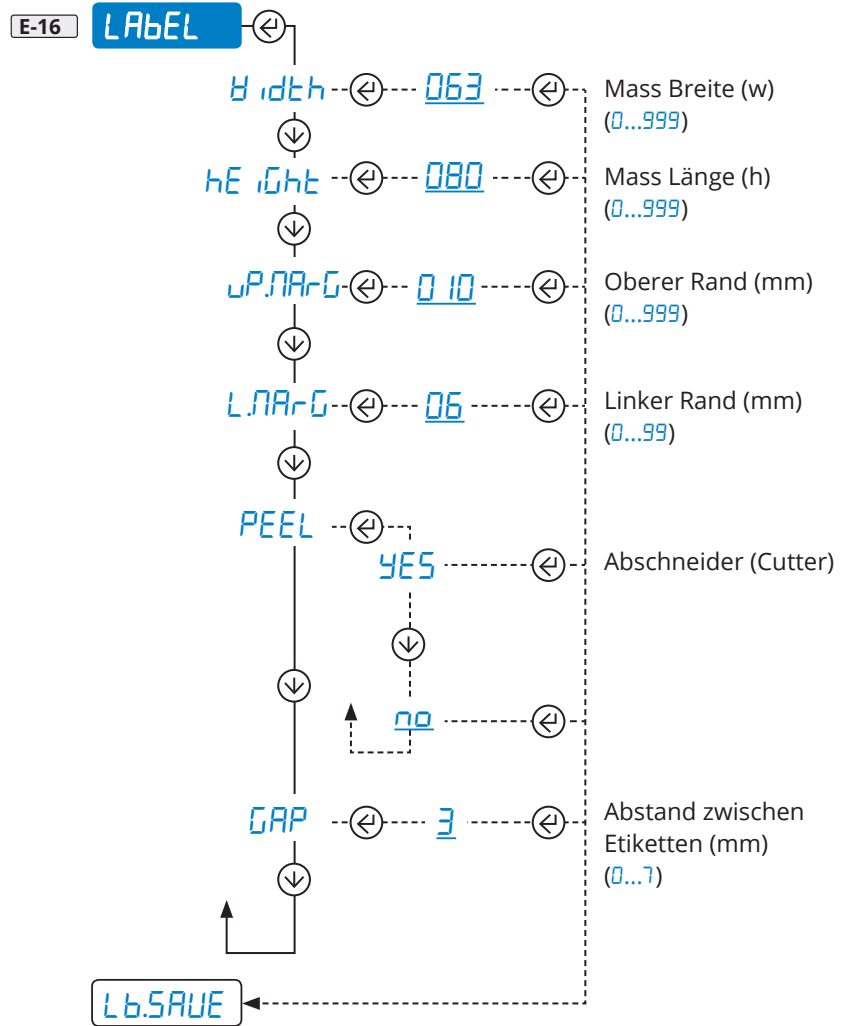 E-16 LAbEL
Width 063 Mass Breite (w)
(0...999)
hEiGht 080 Mass Länge (h)
(0...999)
uP.MArG 010 Oberer Rand (mm)
(0...999)
L.MArG 06 Linker Rand (mm)
(0...99)
PEEL
YES Abschneider (Cutter)
no
GAP 3 Abstand zwischen
Etiketten (mm)
(0...7)
Lb.SAVE